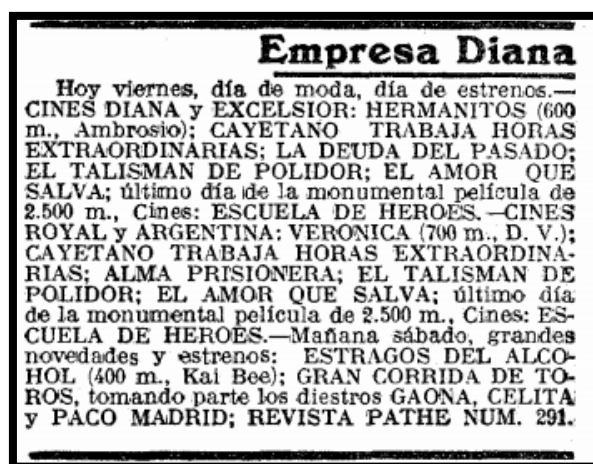 Empresa Diana
Hoy viernes, día de moda, día de estrenos.—
CINES DIANA y EXCELSIOR: HERMANITOS (600
m., Ambrosio); CAYETANO TRABAJA HORAS
EXTRAORDINARIAS; LA DEUDA DEL PASADO;
EL TALISMAN DE POLIDOR; EL AMOR QUE
SALVA; último día de la monumental película de
2.500 m., Cines: ESCUELA DE HEROES.—CINES
ROYAL y ARGENTINA: VERONICA (700 m., D. V.);
CAYETANO TRABAJA HORAS EXTRAORDINA-
RIAS; ALMA PRISIONERA; EL TALISMAN DE
POLIDOR; EL AMOR QUE SALVA; último día
de la monumental película de 2.500 m., Cines: ES-
CUELA DE HEROES.—Mañana sábado, grandes
novedades y estrenos: ESTRAGOS DEL ALCO-
HOL (400 m., Kai Bee); GRAN CORRIDA DE TO-
ROS, tomando parte los diestros GAONA, CELITA
y PACO MADRID; REVISTA PATHE NUM. 291.